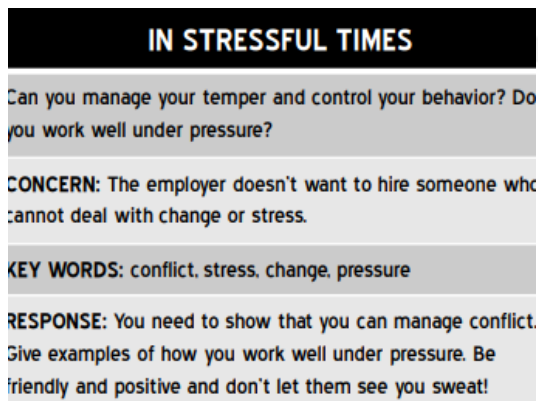 IN STRESSFUL TIMES
Can you manage your temper and control your behavior? Do
you work well under pressure?
CONCERN: The employer doesn't want to hire someone who
cannot deal with change or stress.
KEY WORDS: conflict, stress, change, pressure
RESPONSE: You need to show that you can manage conflict.
Give examples of how you work well under pressure. Be
friendly and positive and don't let them see you sweat!